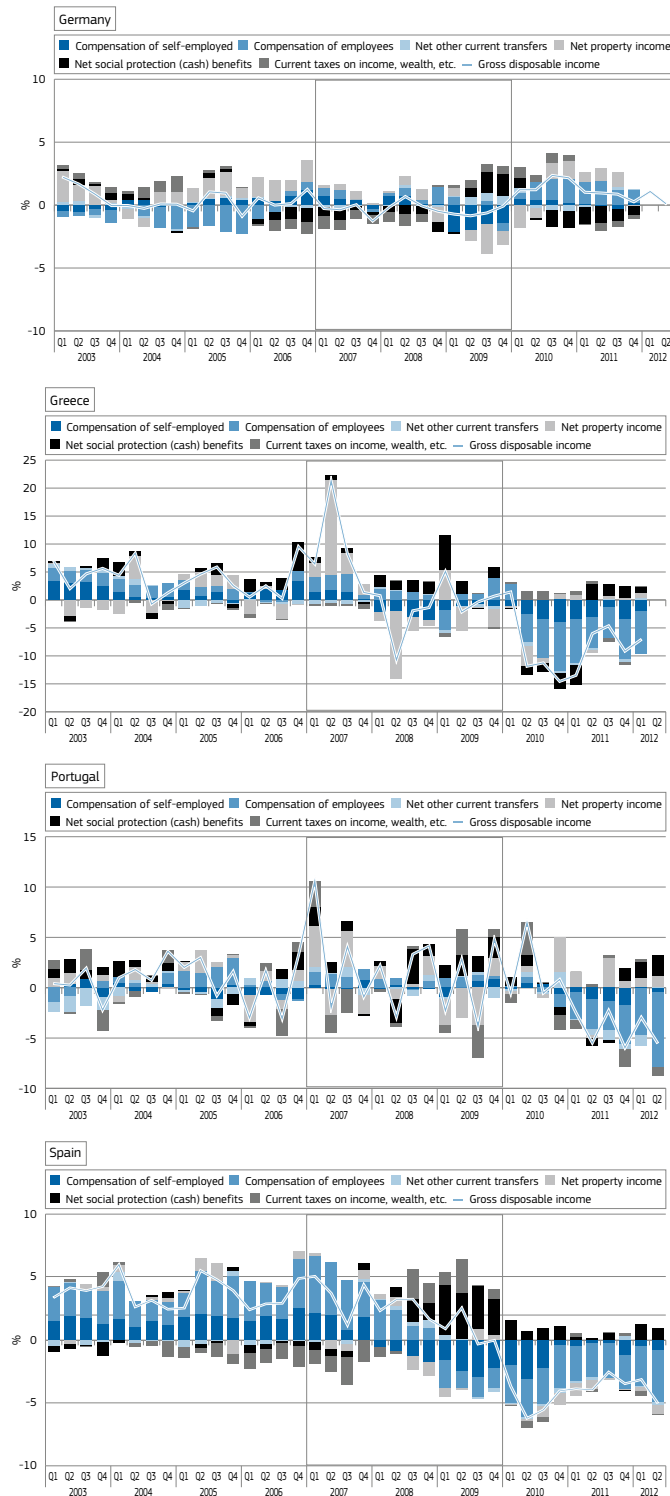 Germany
Compensation of self-employed Compensation of employees Net other current transfers Net property income
Net social protection (cash) benefits Current taxes on income, wealth, etc. Gross disposable income
10
5
0
%
-5
-10
Q1 Q2 Q3 Q4 Q1 Q2 Q3 Q4 Q1 Q2 Q3 Q4 Q1 Q2 Q3 Q4 Q1 Q2 Q3 Q4 Q1 Q2 Q3 Q4 Q1 Q2 Q3 Q4 Q1 Q2 Q3 Q4 Q1 Q2 Q3 Q4 Q1 Q2
2003 2004 2005 2006 2007 2008 2009 2010 2011 2012
Greece
Compensation of self-employed Compensation of employees Net other current transfers Net property income
Net social protection (cash) benefits Current taxes on income, wealth, etc. Gross disposable income
25
20
15
10
5
0
%
-5
-10
-15
-20
Q1 Q2 Q3 Q4 Q1 Q2 Q3 Q4 Q1 Q2 Q3 Q4 Q1 Q2 Q3 Q4 Q1 Q2 Q3 Q4 Q1 Q2 Q3 Q4 Q1 Q2 Q3 Q4 Q1 Q2 Q3 Q4 Q1 Q2 Q3 Q4 Q1 Q2
2003 2004 2005 2006 2007 2008 2009 2010 2011 2012
Portugal
Compensation of self-employed Compensation of employees Net other current transfers Net property income
Net social protection (cash) benefits Current taxes on income, wealth, etc. Gross disposable income
15
10
5
%
0
-5
-10
Q1 Q2 Q3 Q4 Q1 Q2 Q3 Q4 Q1 Q2 Q3 Q4 Q1 Q2 Q3 Q4 Q1 Q2 Q3 Q4 Q1 Q2 Q3 Q4 Q1 Q2 Q3 Q4 Q1 Q2 Q3 Q4 Q1 Q2 Q3 Q4 Q1 Q2
2003 2004 2005 2006 2007 2008 2009 2010 2011 2012
Spain
Compensation of self-employed Compensation of employees Net other current transfers Net property income
Net social protection (cash) benefits Current taxes on income, wealth, etc. Gross disposable income
10
5
%
0
-5
-10
Q1 Q2 Q3 Q4 Q1 Q2 Q3 Q4 Q1 Q2 Q3 Q4 Q1 Q2 Q3 Q4 Q1 Q2 Q3 Q4 Q1 Q2 Q3 Q4 Q1 Q2 Q3 Q4 Q1 Q2 Q3 Q4 Q1 Q2 Q3 Q4 Q1 Q2
2003 2004 2005 2006 2007 2008 2009 2010 2011 2012